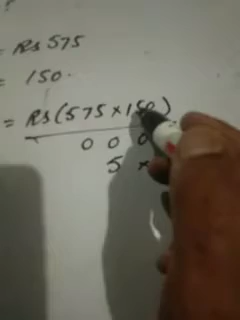 = Rs 575
= 150.
= Rs (575 × 150)
0 0 0
5 ×